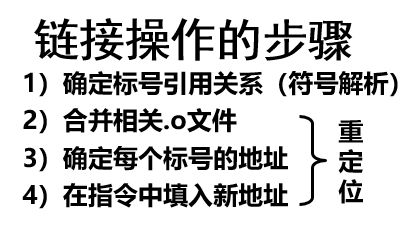 链接操作的步骤
1）确定标号引用关系（符号解析）
2）合并相关.o文件
3）确定每个标号的地址
4）在指令中填入新地址
重定位